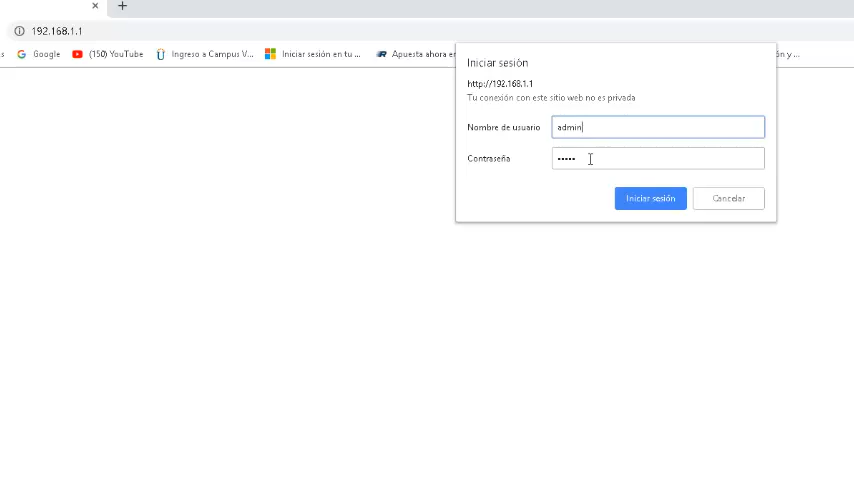 192.168.1.1
s Google (150) YouTube Ingreso a Campus V... Iniciar sesión en tu ... Apuesta ahora en ón y ...
Iniciar sesión
http://192.168.1.1
Tu conexión con este sitio web no es privada
Nombre de usuario admin
Contraseña •••••
Iniciar sesión Cancelar